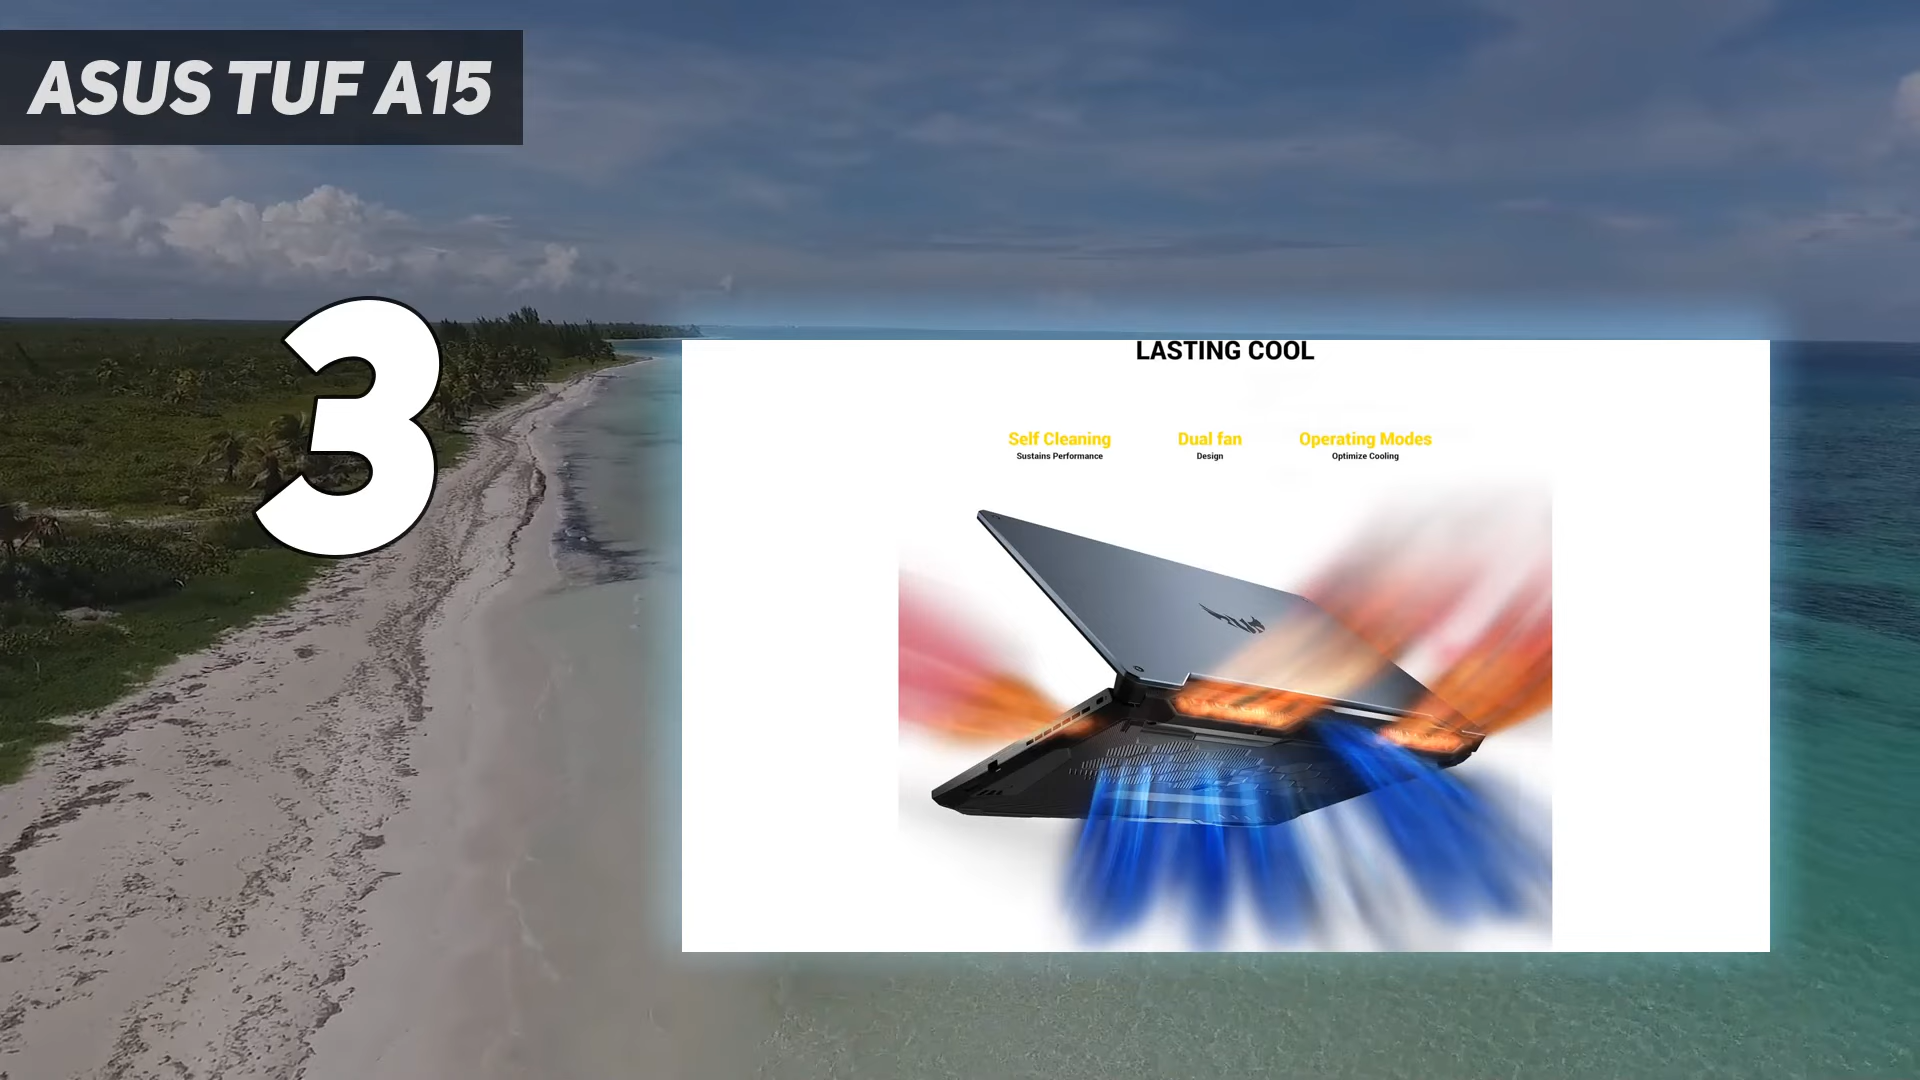 ASUS TUF A15
3
LASTING COOL
Self Cleaning
Sustains Performance
Dual fan
Design
Operating Modes
Optimize Cooling